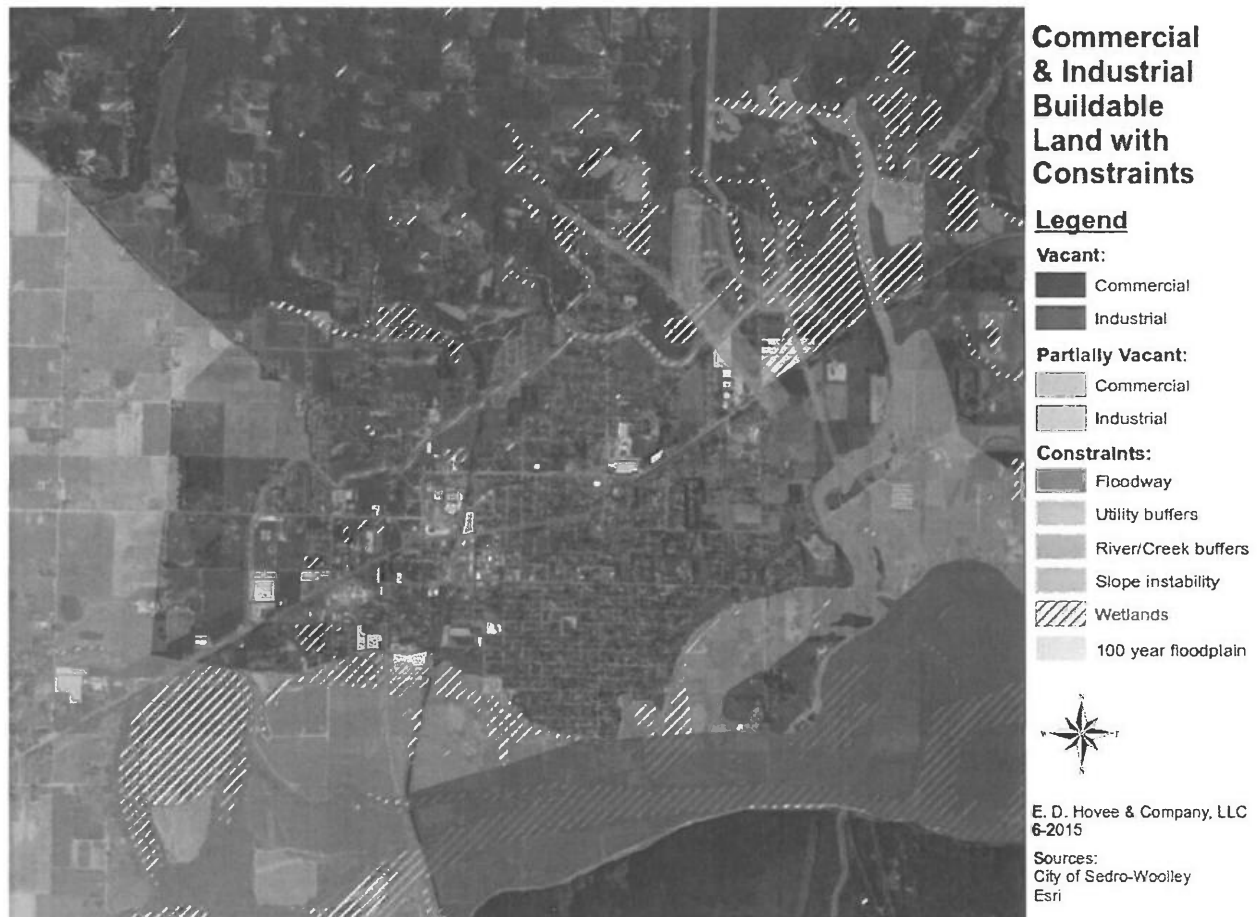 Commercial
& Industrial
Buildable
Land with
Constraints
Legend
Vacant:
Commercial
Industrial
Partially Vacant:
Commercial
Industrial
Constraints:
Floodway
Utility buffers
River/Creek buffers
Slope instability
Wetlands
100 year floodplain
N
W
E
S
E. D. Hovee & Company, LLC
6-2015
Sources:
City of Sedro-Woolley
Esri